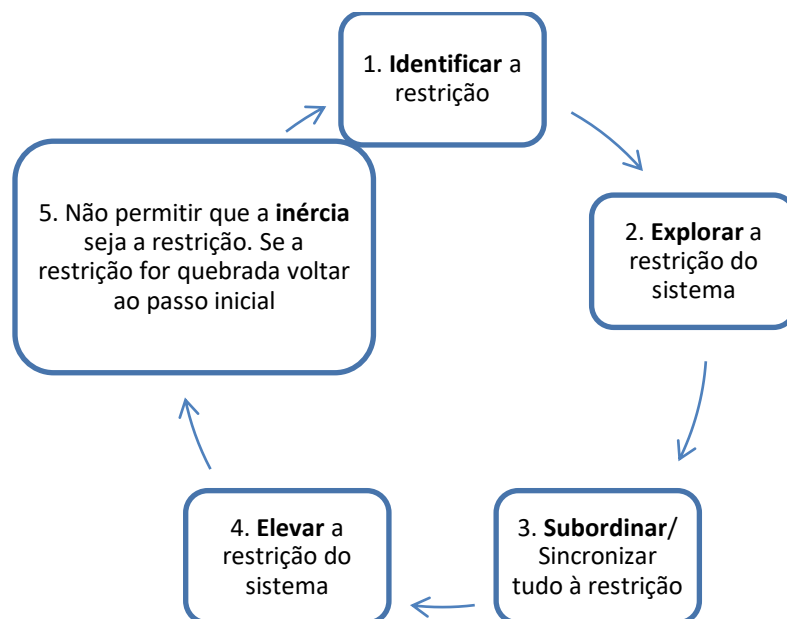 1. Identificar a
restrição
2. Explorar a
restrição do
sistema
3. Subordinar/
Sincronizar
tudo à restrição
4. Elevar a
restrição do
sistema
5. Não permitir que a inércia
seja a restrição. Se a
restrição for quebrada voltar
ao passo inicial